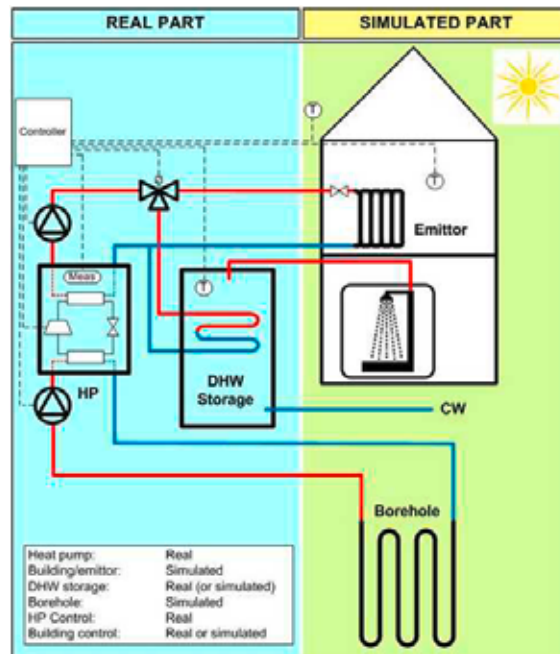 REAL PART
SIMULATED PART
Controller
T
T
Emittor
Meas
T
HP
DHW
Storage
CW
Borehole
Heat pump: Real
Building/emittor: Simulated
DHW storage: Real (or simulated)
Borehole: Simulated
HP Control: Real
Building control: Real or simulated